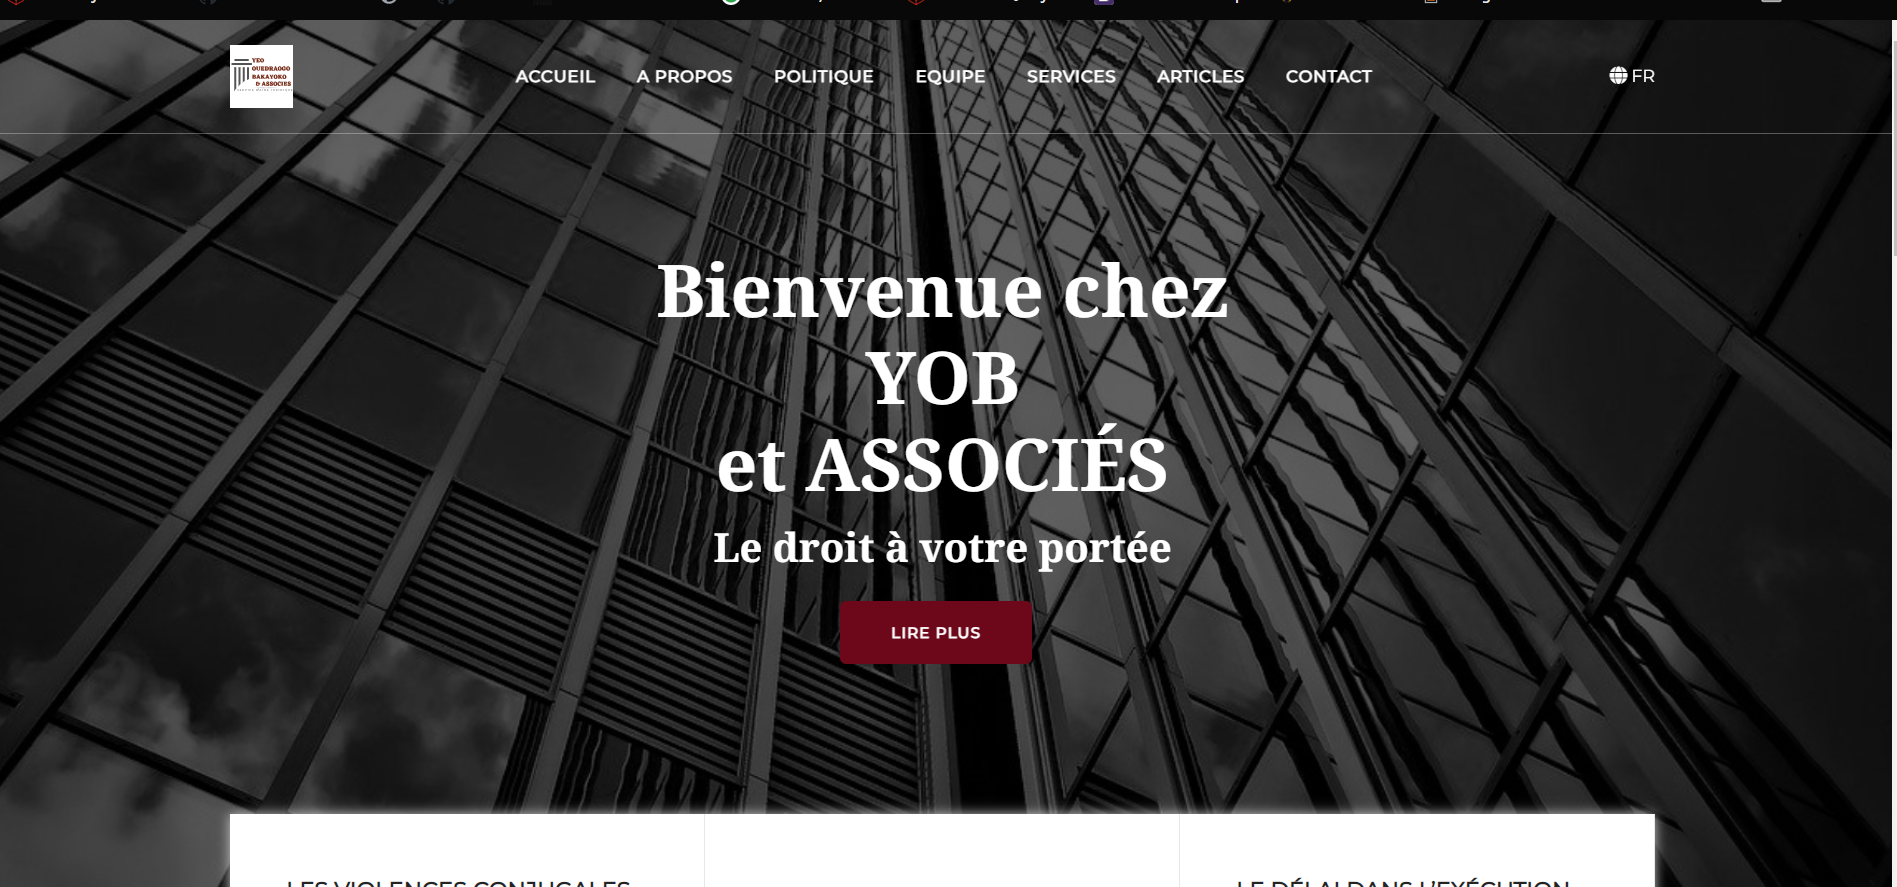 YEO
OUEDRAOGO
BAKAYOKO
& ASSOCIES
ACCUEIL
A PROPOS
POLITIQUE
EQUIPE
SERVICES
ARTICLES
CONTACT
FR
Bienvenue chez
YOB
et ASSOCIÉS
Le droit à votre portée
LIRE PLUS
LES VIOLENCES CONJUGALES
LE DÉLAI DANS L'EXÉCUTION